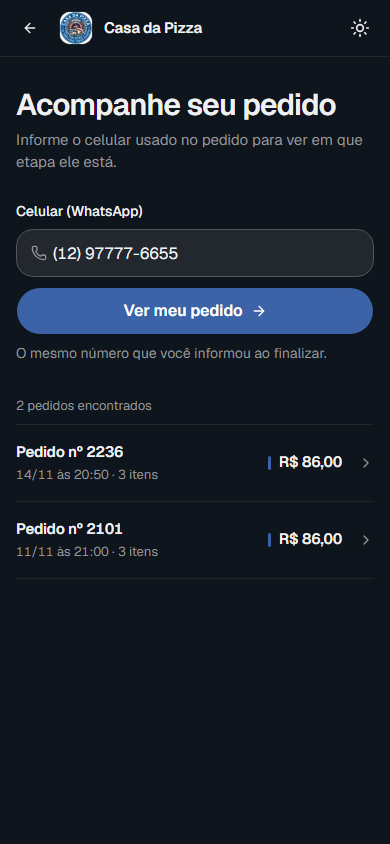 Casa da Pizza
Acompanhe seu pedido
Informe o celular usado no pedido para ver em que
etapa ele está.
Celular (WhatsApp)
(12) 97777-6655
Ver meu pedido
O mesmo número que você informou ao finalizar.
2 pedidos encontrados
Pedido nº 2236
R$ 86,00
14/11 às 20:50 · 3 itens
Pedido nº 2101
R$ 86,00
11/11 às 21:00 · 3 itens